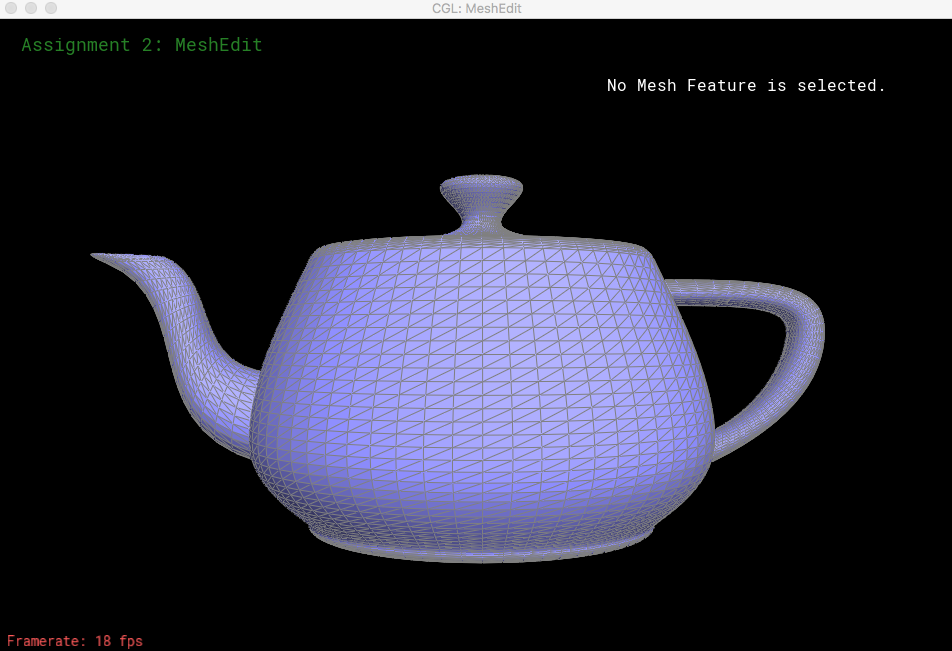 CGL: MeshEdit
Assignment 2: MeshEdit
No Mesh Feature is selected.
Framerate: 18 fps